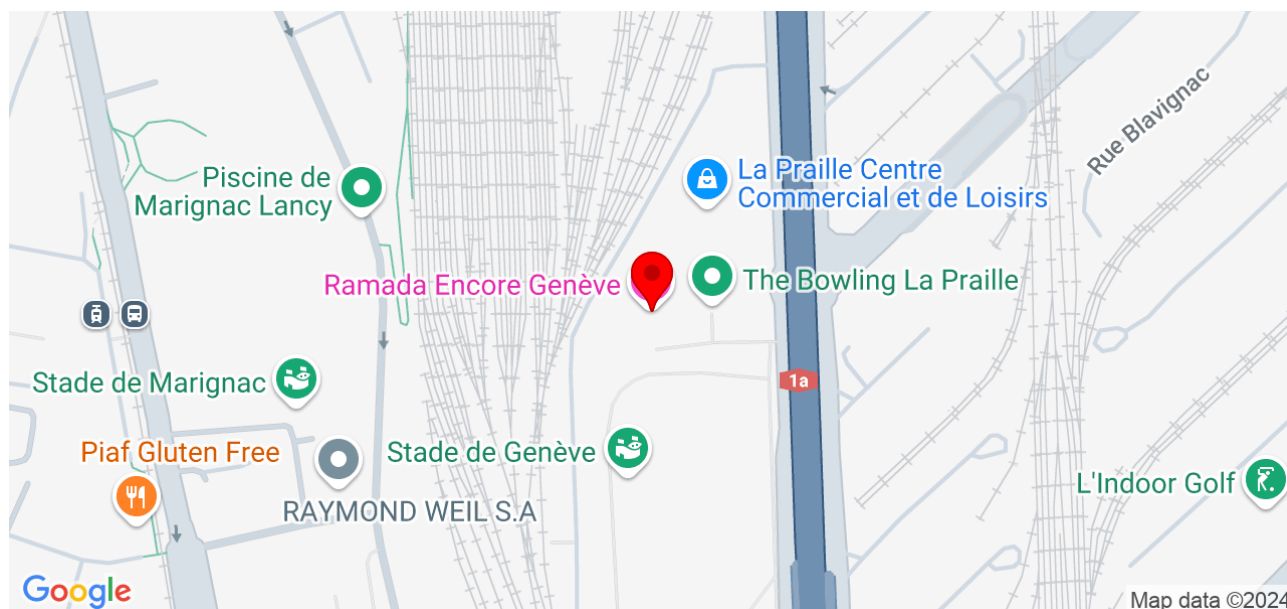 Rue Blavignac
La Praille Centre
Commercial et de Loisirs
Piscine de
Marignac Lancy
Ramada Encore Genève
The Bowling La Praille
Stade de Marignac
1a
Piaf Gluten Free
Stade de Genève
L'Indoor Golf
RAYMOND WEIL S.A
Google
Map data ©2024